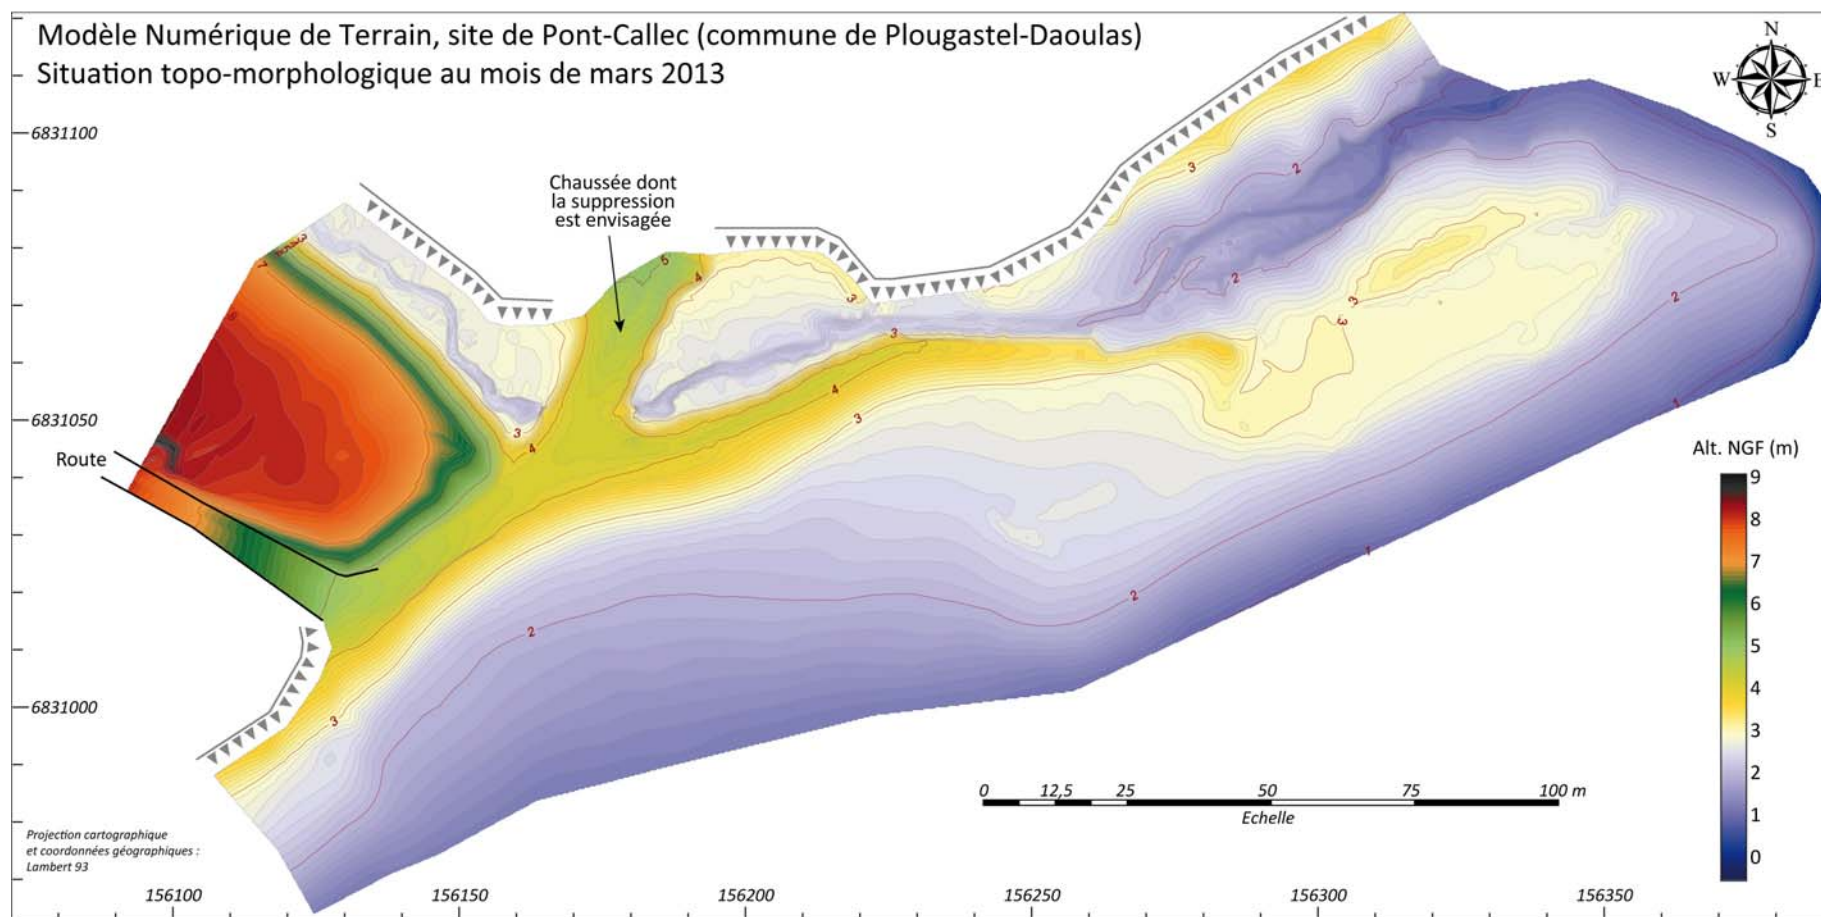 Modèle Numérique de Terrain, site de Pont-Callec (commune de Plougastel-Daoulas)
Situation topo-morphologique au mois de mars 2013
N
W E
S
6831100
Chaussée dont
la suppression
est envisagée
5
4
3
3
2
2
3
3
2
7
3
4
3
4
3
6831050
1
Route
Alt. NGF (m)
9
8
7
6
5
4
3
2
1
0
1
2
2
6831000
3
0 12,5 25 50 75 100 m
Echelle
Projection cartographique
et coordonnées géographiques :
Lambert 93
156100 156150 156200 156250 156300 156350